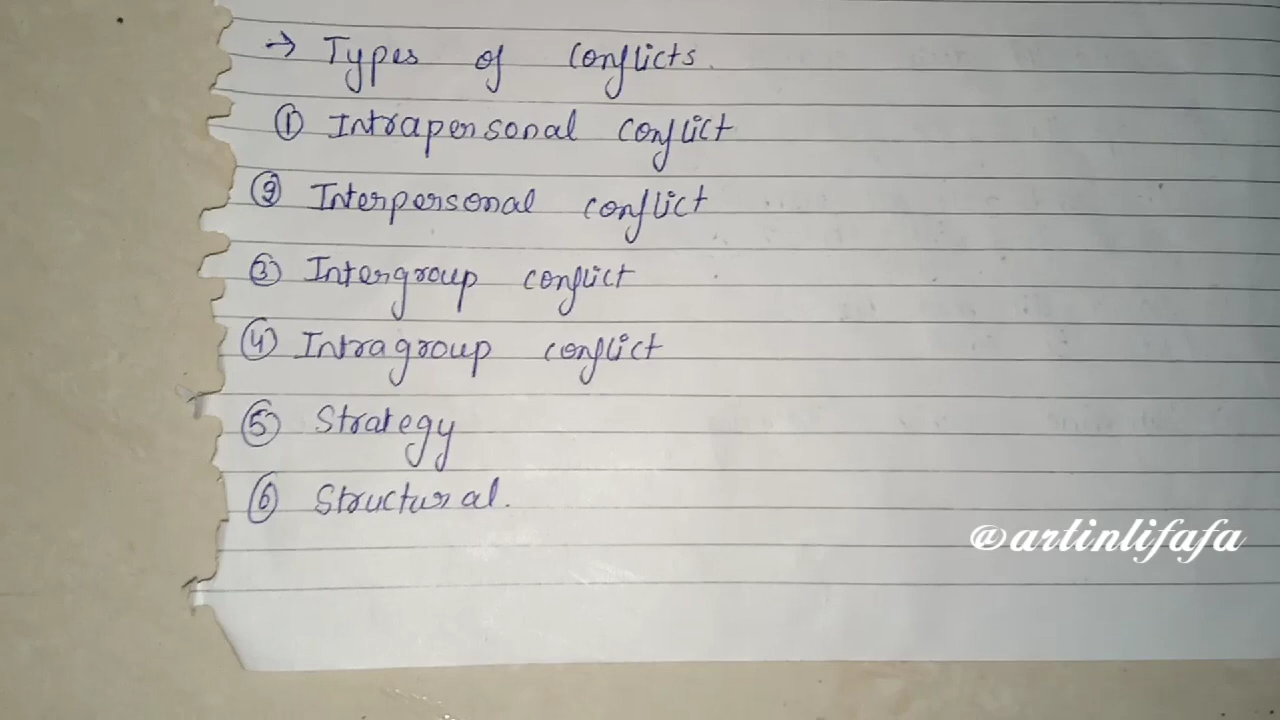 → Types of Conflicts.
① Intrapersonal Conflict
② Interpersonal conflict
③ Intergroup conflict
④ Intragroup conflict
⑤ Strategy
⑥ Structural.
@artinlifafa